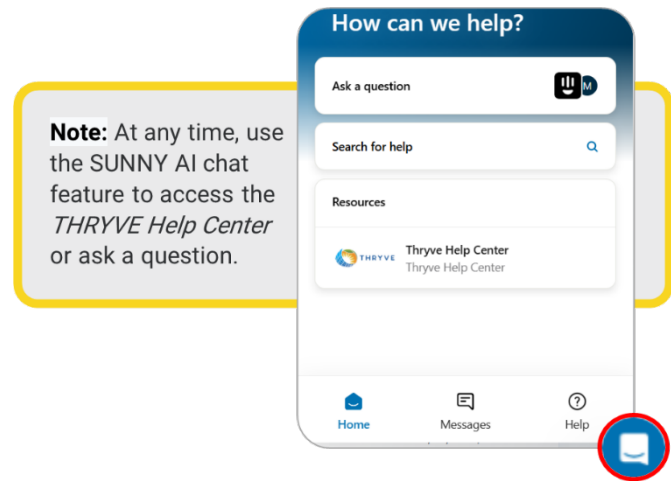 How can we help?
Ask a question
M
Search for help
Resources
THRYVE
Thryve Help Center
Thryve Help Center
Home
Messages
Help
Note: At any time, use
the SUNNY AI chat
feature to access the
THRYVE Help Center
or ask a question.